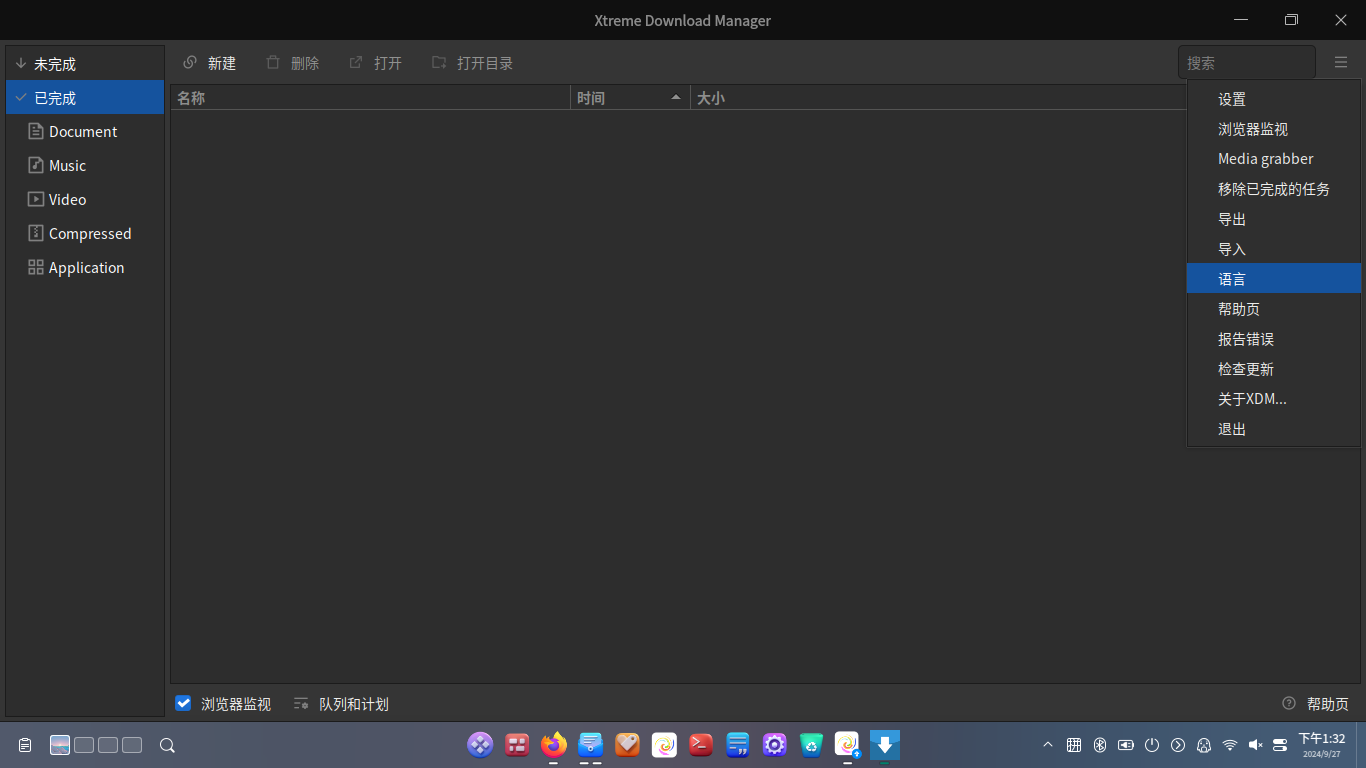 Xtreme Download Manager
未完成
已完成
Document
Music
Video
Compressed
Application
新建 删除 打开 打开目录 搜索
名称 时间 大小
设置
浏览器监视
Media grabber
移除已完成的任务
导出
导入
语言
帮助页
报告错误
检查更新
关于XDM...
退出
浏览器监视 队列和计划 帮助页
下午1:32
2024/9/27